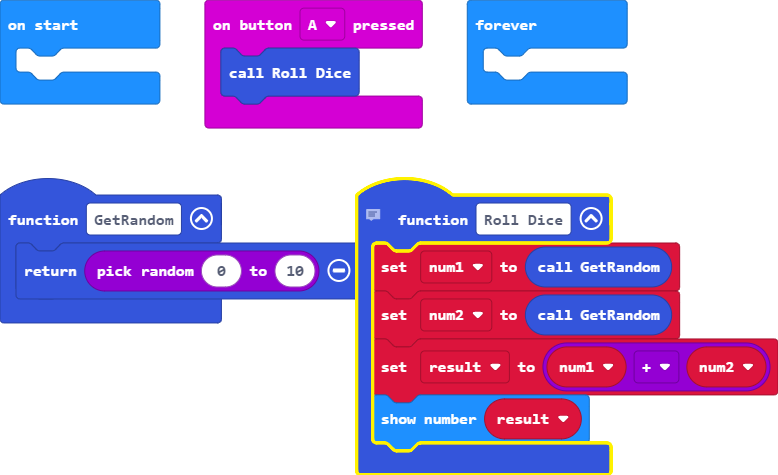 on start
on button A pressed
call Roll Dice
forever
function GetRandom
return pick random 0 to 10
function Roll Dice
set num1 to call GetRandom
set num2 to call GetRandom
set result to num1 + num2
show number result